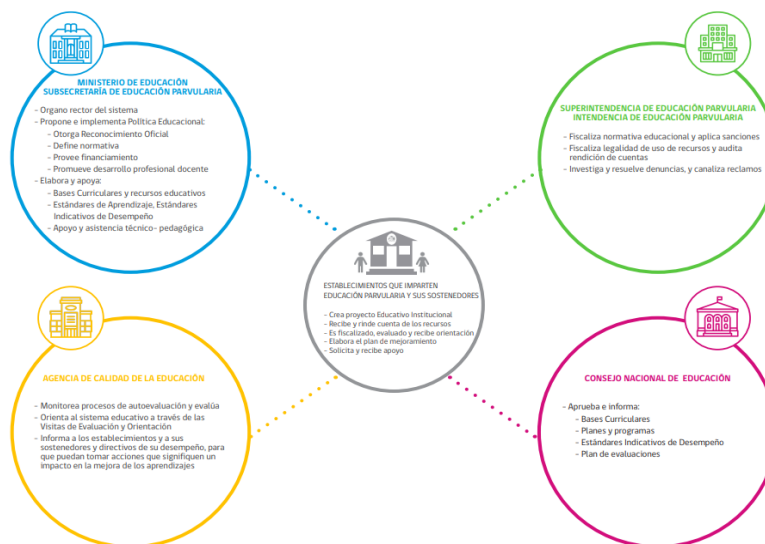 MINISTERIO DE EDUCACIÓN
SUBSECRETARÍA DE EDUCACIÓN PARVULARIA
- Organo rector del sistema
- Propone e implementa Política Educacional:
- Otorga Reconocimiento Oficial
- Define normativa
- Provee financiamiento
- Promueve desarrollo profesional docente
- Elabora y apoya:
- Bases Curriculares y recursos educativos
- Estándares de Aprendizaje, Estándares
Indicativos de Desempeño
- Apoyo y asistencia técnico- pedagógica
SUPERINTENDENCIA DE EDUCACIÓN PARVULARIA
INTENDENCIA DE EDUCACIÓN PARVULARIA
- Fiscaliza normativa educacional y aplica sanciones
- Fiscaliza legalidad de uso de recursos y audita
rendición de cuentas
- Investiga y resuelve denuncias, y canaliza reclamos
ESTABLECIMIENTOS QUE IMPARTEN
EDUCACIÓN PARVULARIA Y SUS SOSTENEDORES
- Crea proyecto Educativo Institucional
- Recibe y rinde cuenta de los recursos
- Es fiscalizado, evaluado y recibe orientación
- Elabora el plan de mejoramiento
- Solicita y recibe apoyo
AGENCIA DE CALIDAD DE LA EDUCACIÓN
- Monitorea procesos de autoevaluación y evalúa
- Orienta al sistema educativo a través de las
Visitas de Evaluación y Orientación
- Informa a los establecimientos y a sus
sostenedores y directivos de su desempeño, para
que puedan tomar acciones que signifiquen un
impacto en la mejora de los aprendizajes
CONSEJO NACIONAL DE EDUCACIÓN
- Aprueba e informa:
- Bases Curriculares
- Planes y programas
- Estándares Indicativos de Desempeño
- Plan de evaluaciones